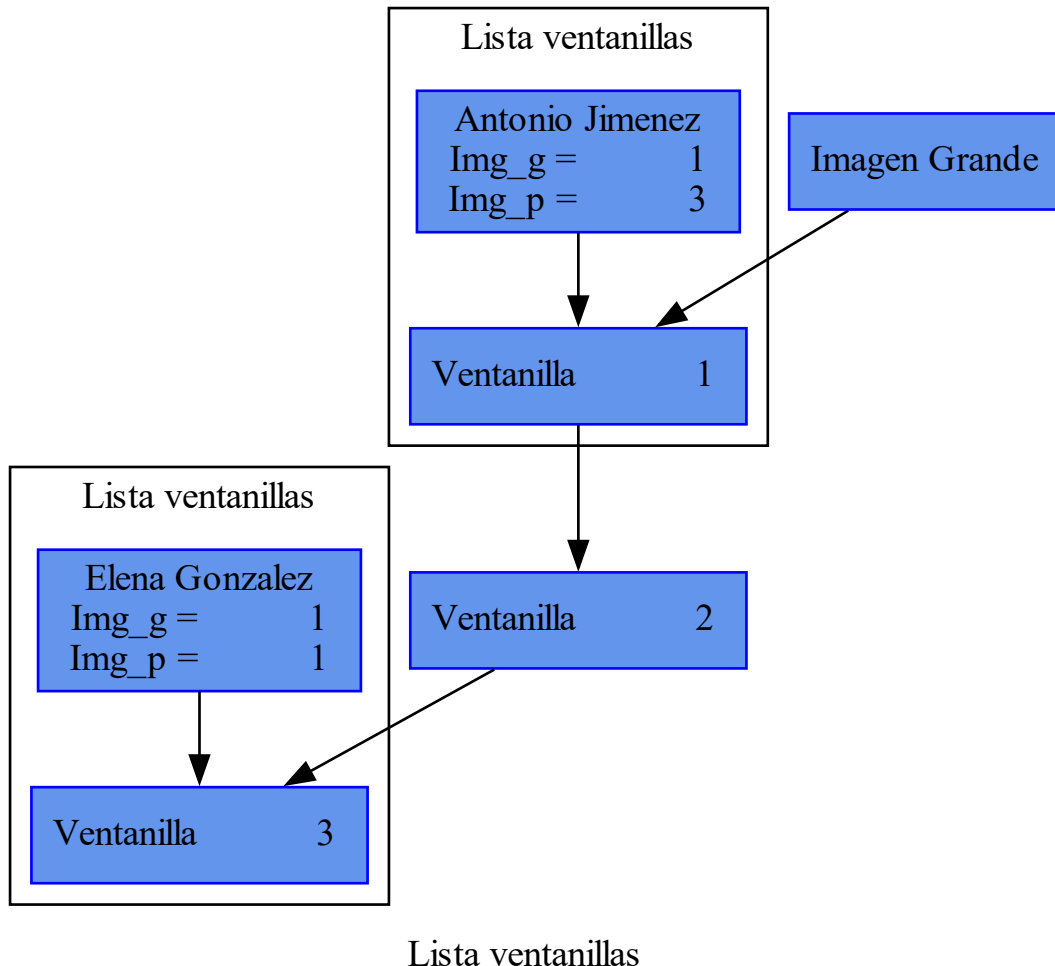 Lista ventanillas
Antonio Jimenez
Img_g = 1
Img_p = 3
Imagen Grande
Ventanilla 1
Lista ventanillas
Elena Gonzalez
Img_g = 1
Img_p = 1
Ventanilla 2
Ventanilla 3
Lista ventanillas